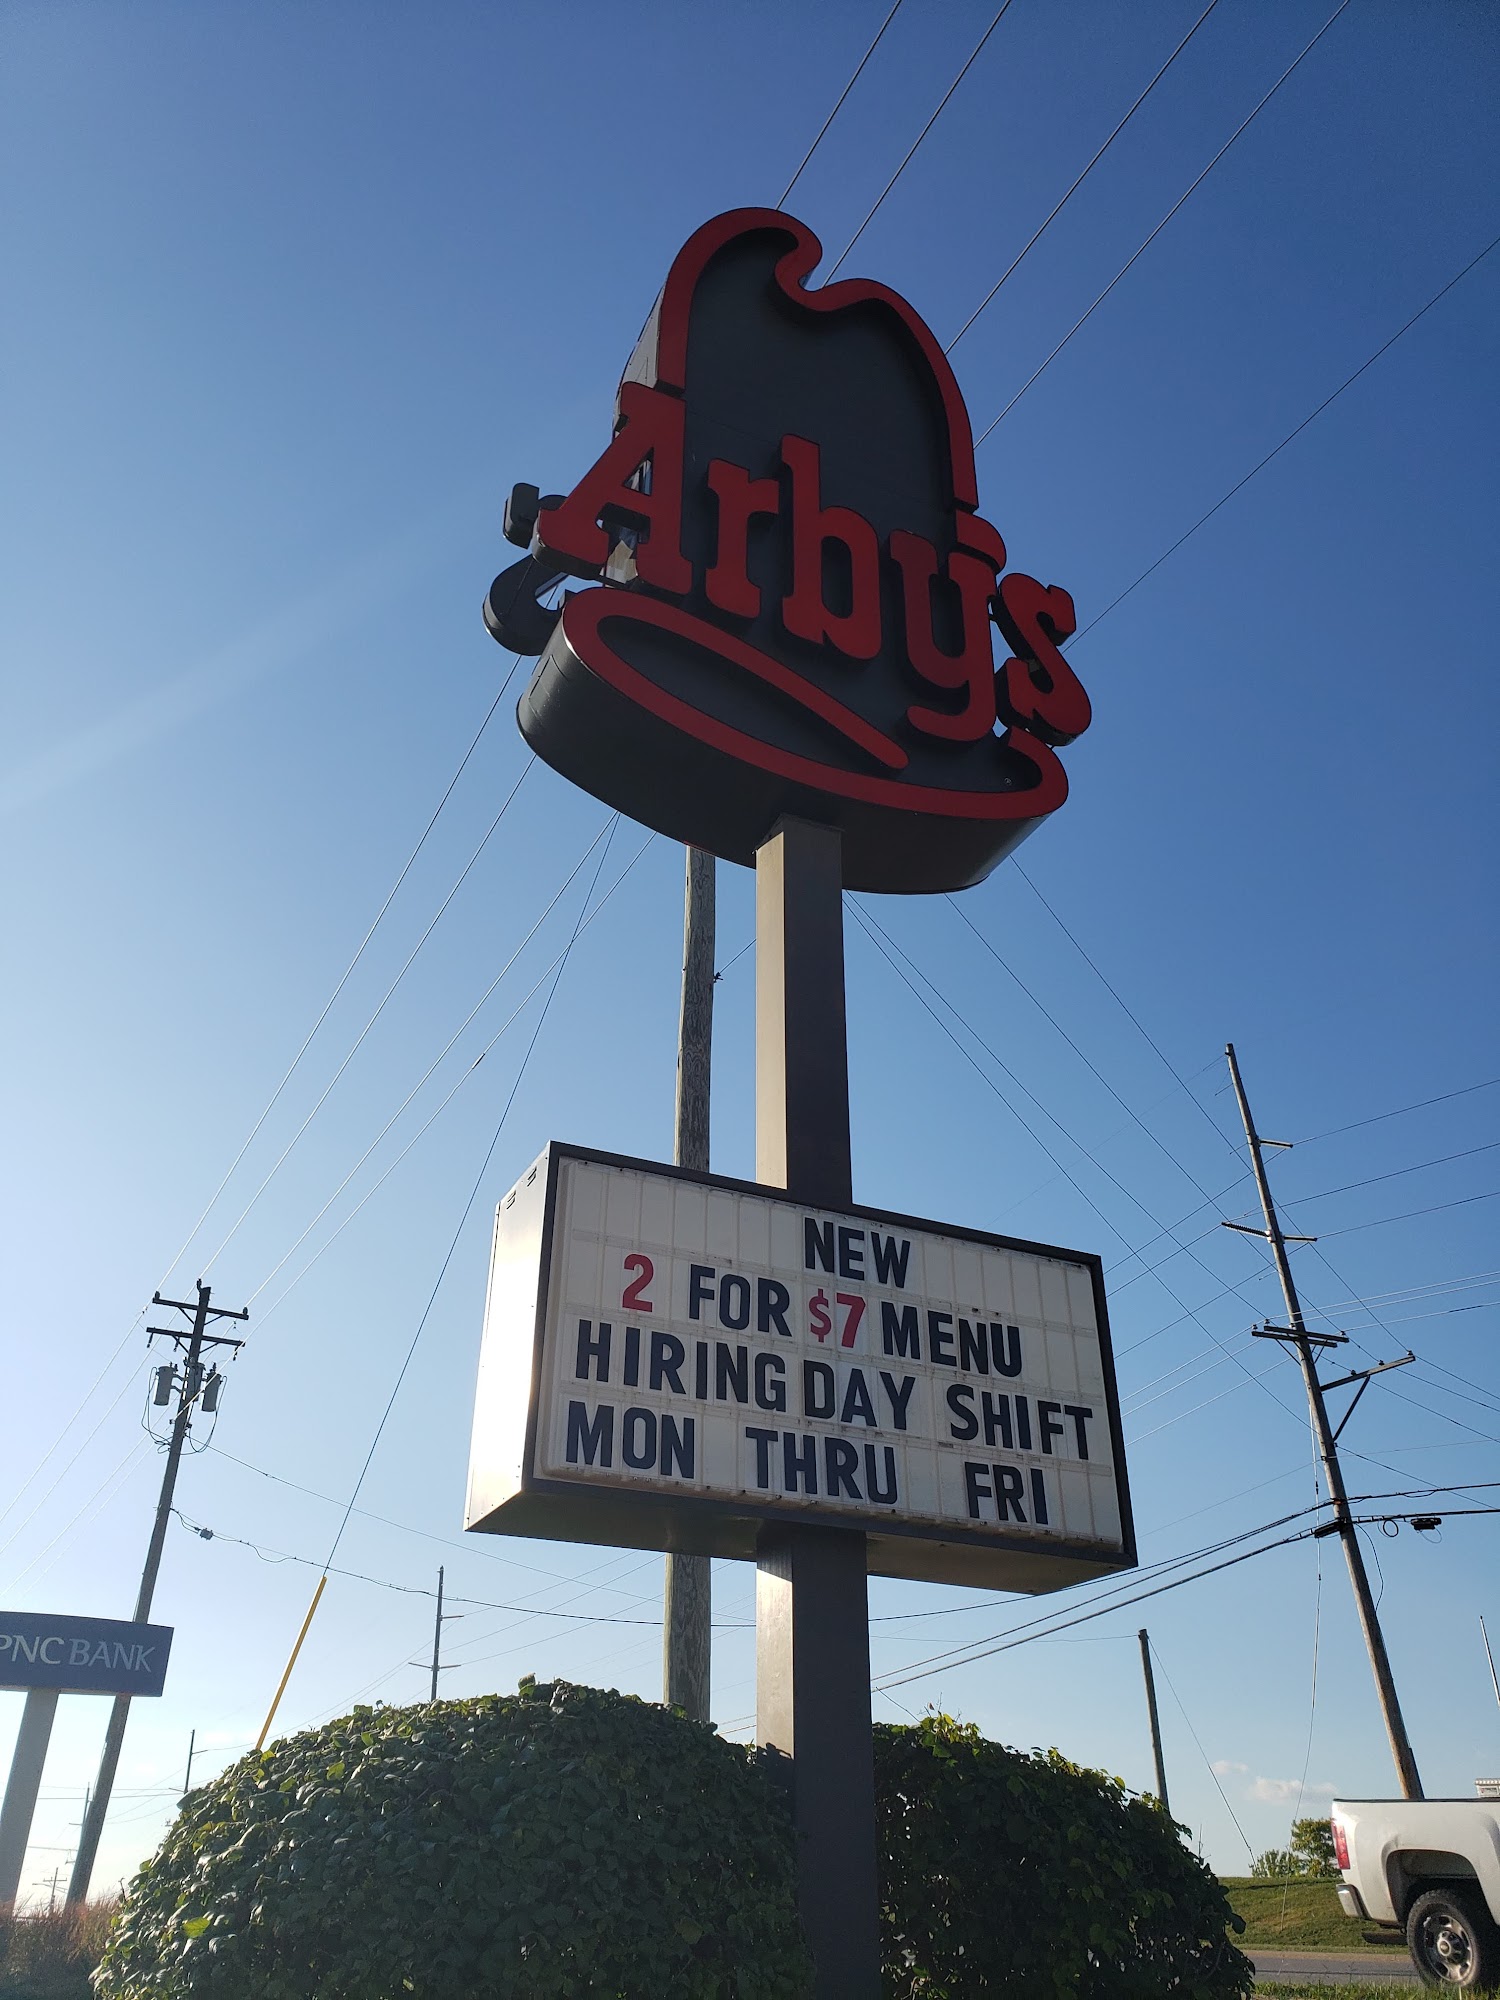 Arby's
NEW
2 FOR $7 MENU
HIRING DAY SHIFT
MON THRU FRI
PNC BANK